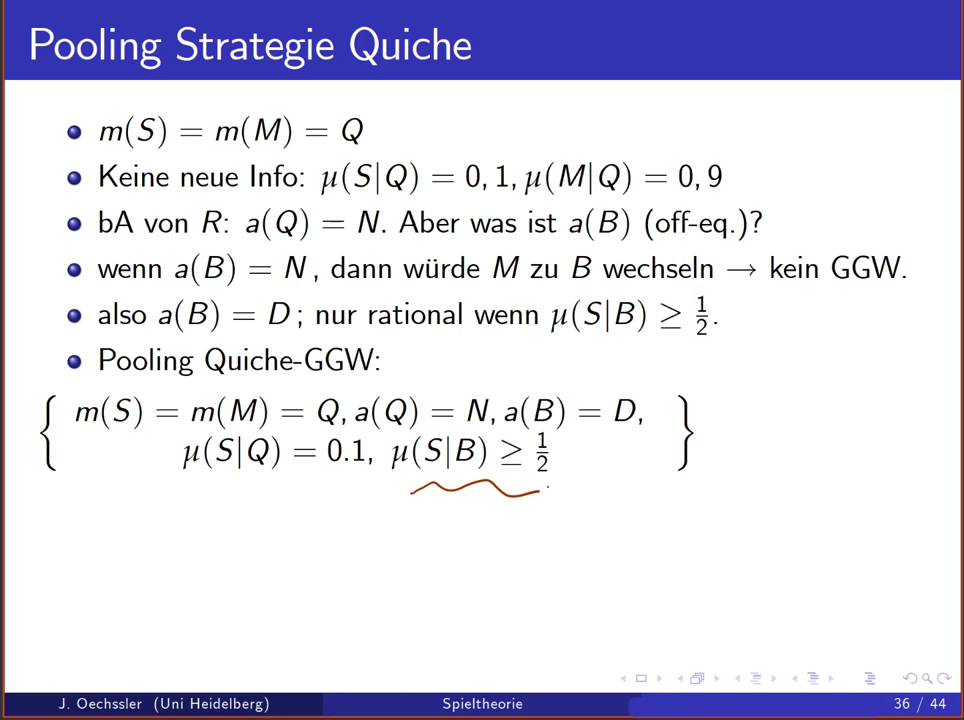 Pooling Strategie Quiche
m(S) = m(M) = Q
Keine neue Info: μ(S|Q) = 0, 1, μ(M|Q) = 0, 9
bA von R: a(Q) = N. Aber was ist a(B) (off-eq.)?
wenn a(B) = N, dann würde M zu B wechseln → kein GGW.
also a(B) = D; nur rational wenn μ(S|B) ≥ 1/2.
Pooling Quiche-GGW:
{ m(S) = m(M) = Q, a(Q) = N, a(B) = D,
μ(S|Q) = 0.1, μ(S|B) ≥ 1/2 }
.
J. Oechssler (Uni Heidelberg)
Spieltheorie
36 / 44